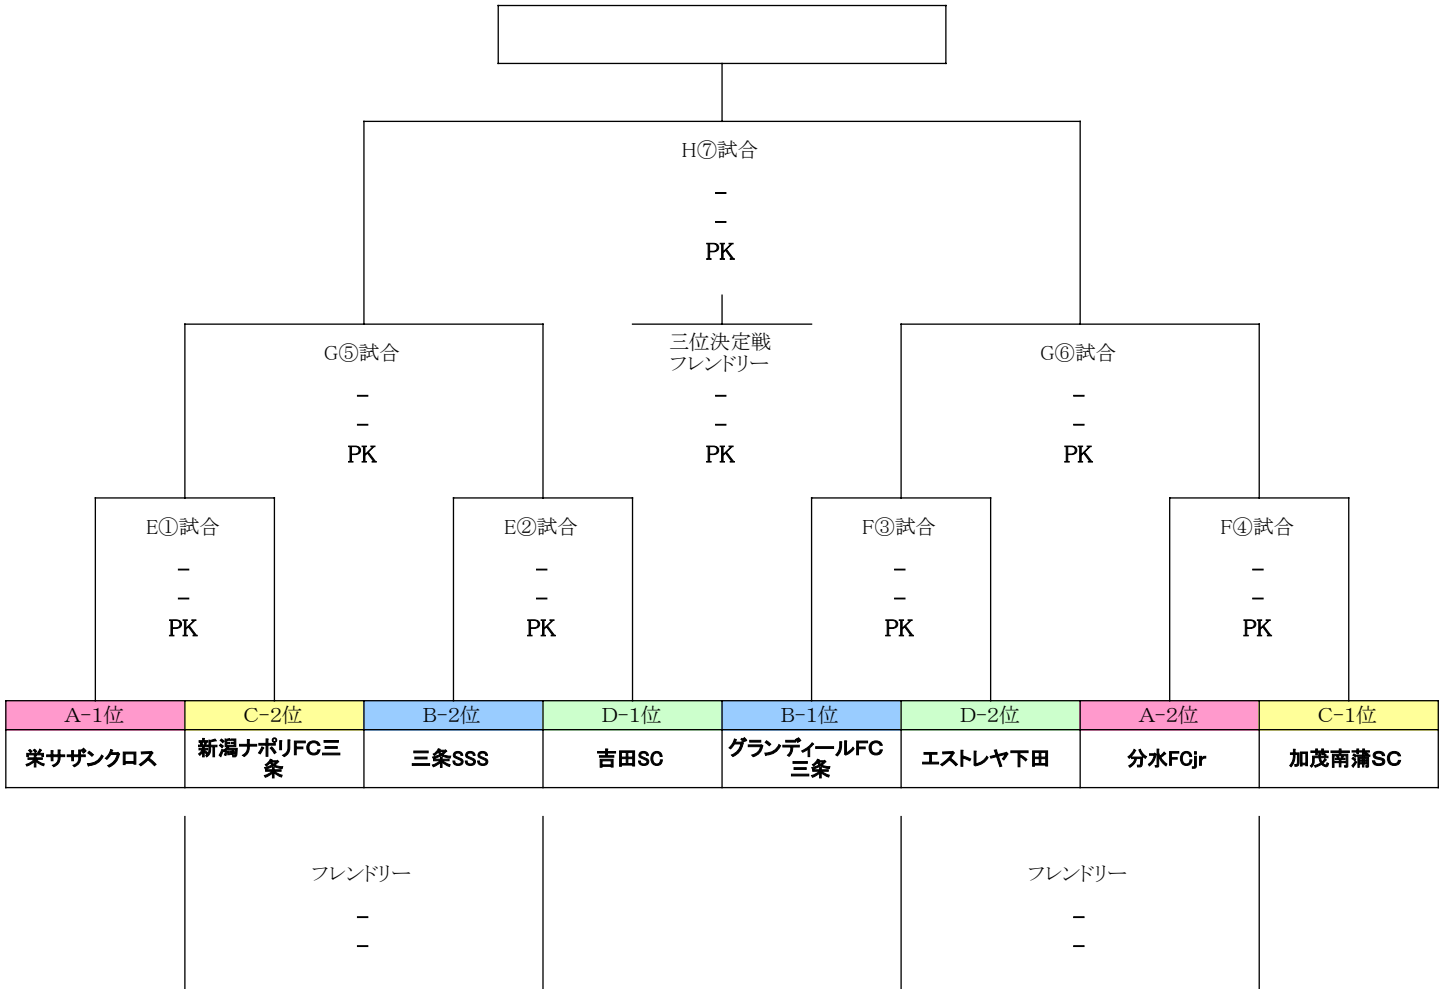 H⑦試合
-
-
PK
G⑤試合
三位決定戦
フレンドリー
G⑥試合
- - -
- - -
PK PK PK
E①試合 E②試合 F③試合 F④試合
- - - -
- - - -
PK PK PK PK
A-1位 C-2位 B-2位 D-1位 B-1位 D-2位 A-2位 C-1位
栄サザンクロス
新潟ナポリFC三
条
三条SSS
吉田SC
グランディールFC
三条
エストレヤ下田
分水FCjr
加茂南蒲SC
フレンドリー フレンドリー
- -
- -